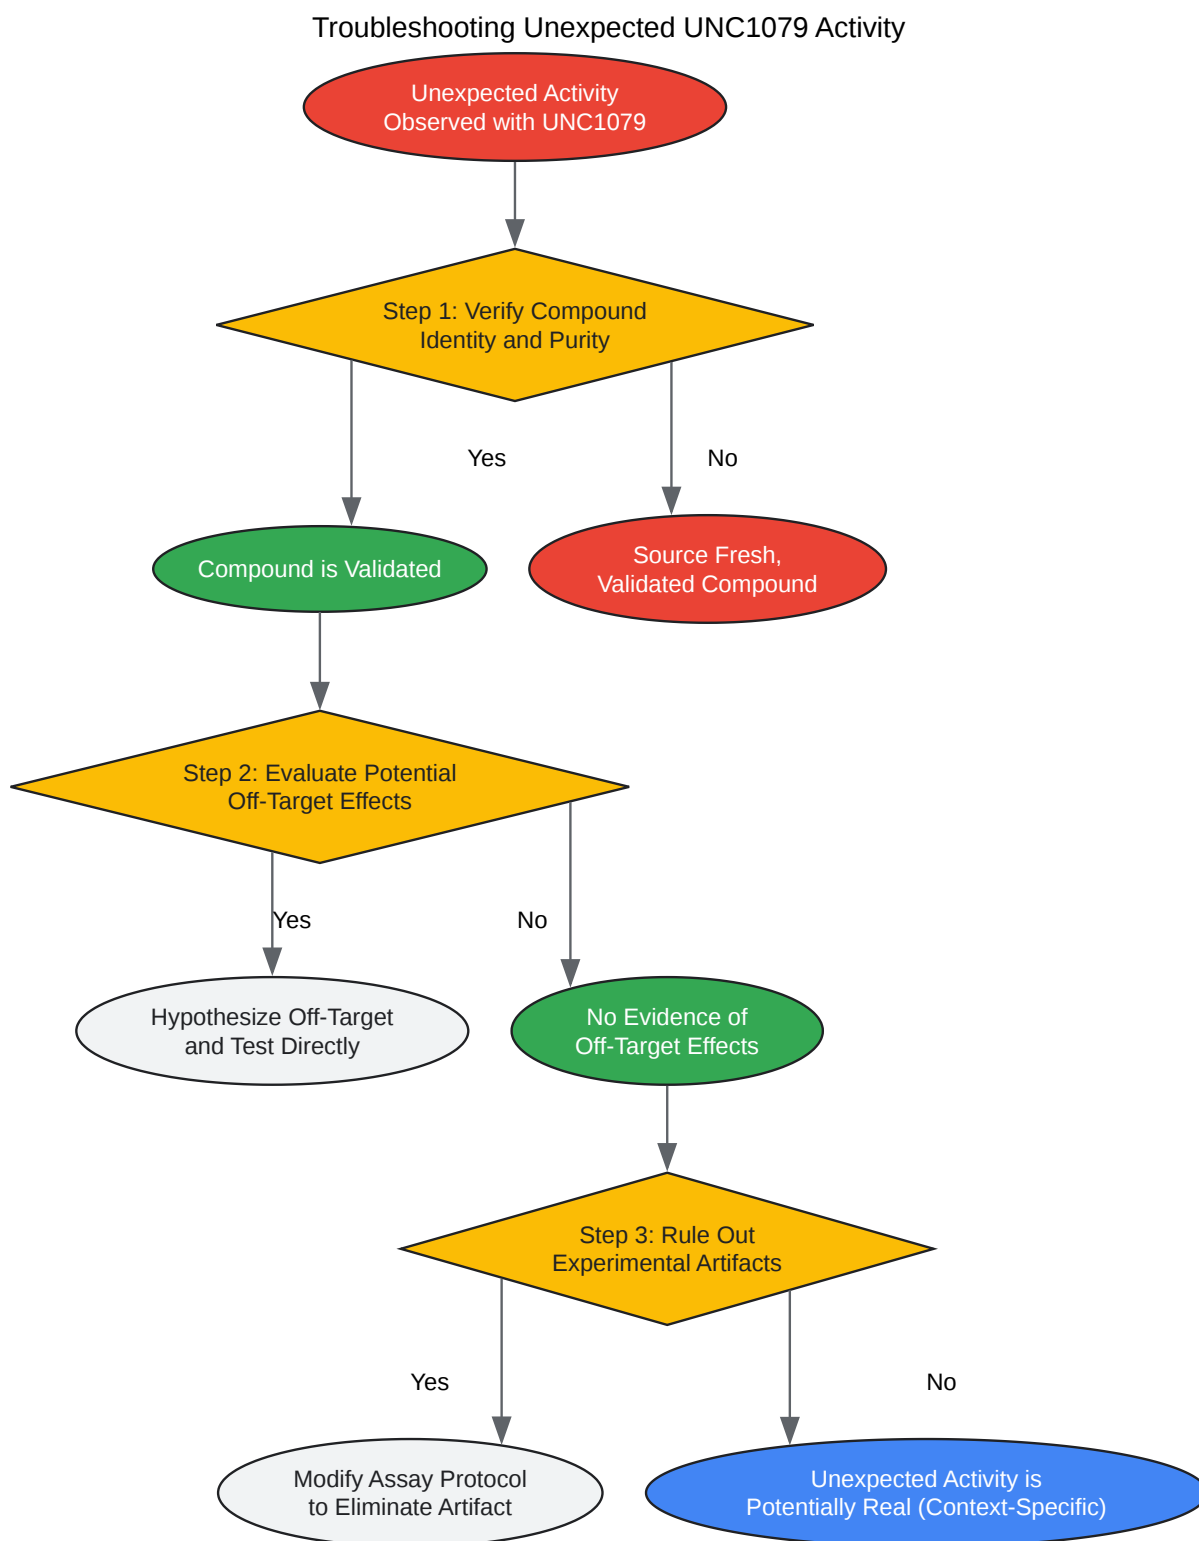 Troubleshooting Unexpected UNC1079 Activity
Unexpected Activity
Observed with UNC1079
Step 1: Verify Compound
Identity and Purity
Yes
No
Compound is Validated
Source Fresh,
Validated Compound
Step 2: Evaluate Potential
Off-Target Effects
Yes
No
Hypothesize Off-Target
and Test Directly
No Evidence of
Off-Target Effects
Step 3: Rule Out
Experimental Artifacts
Yes
No
Modify Assay Protocol
to Eliminate Artifact
Unexpected Activity is
Potentially Real (Context-Specific)